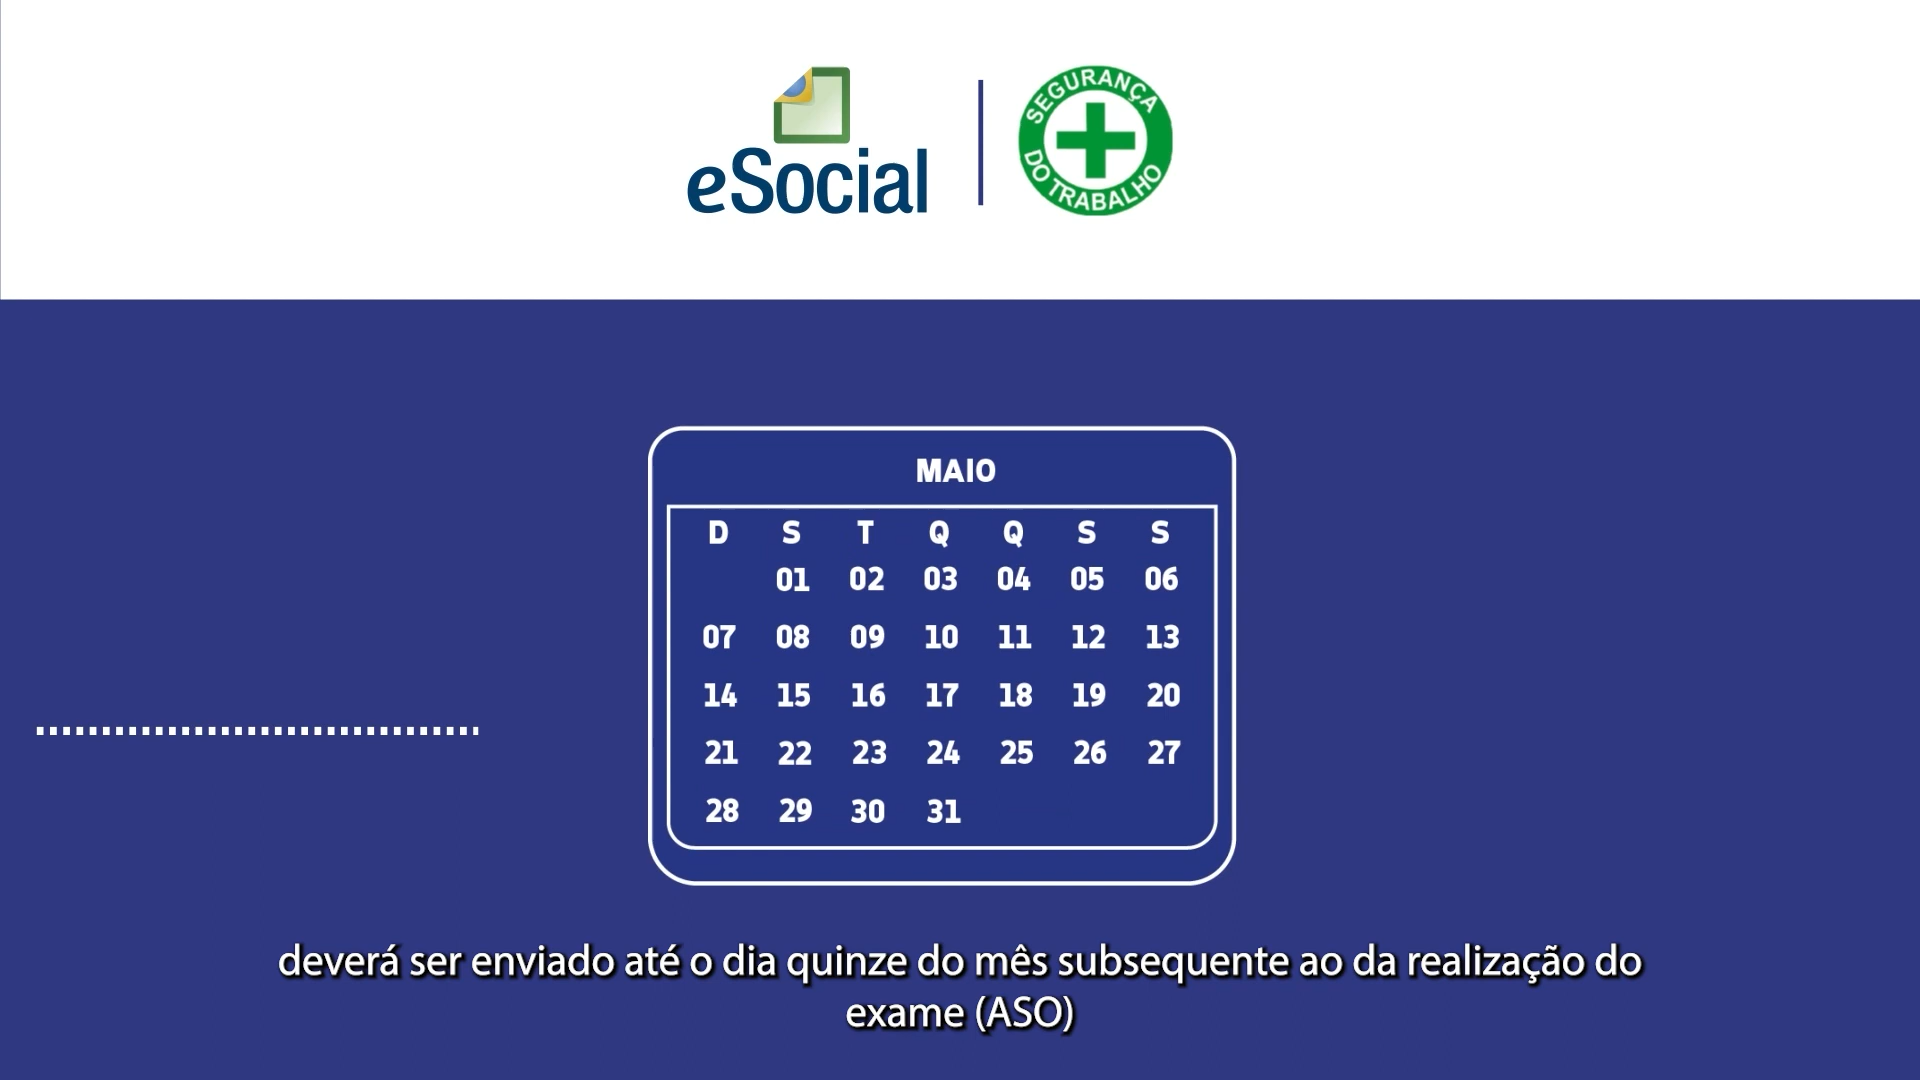 eSocial
SEGURANÇA
DO TRABALHO
MAIO
D S T Q Q S S
01 02 03 04 05 06
07 08 09 10 11 12 13
14 15 16 17 18 19 20
21 22 23 24 25 26 27
28 29 30 31
deverá ser enviado até o dia quinze do mês subsequente ao da realização do
exame (ASO)